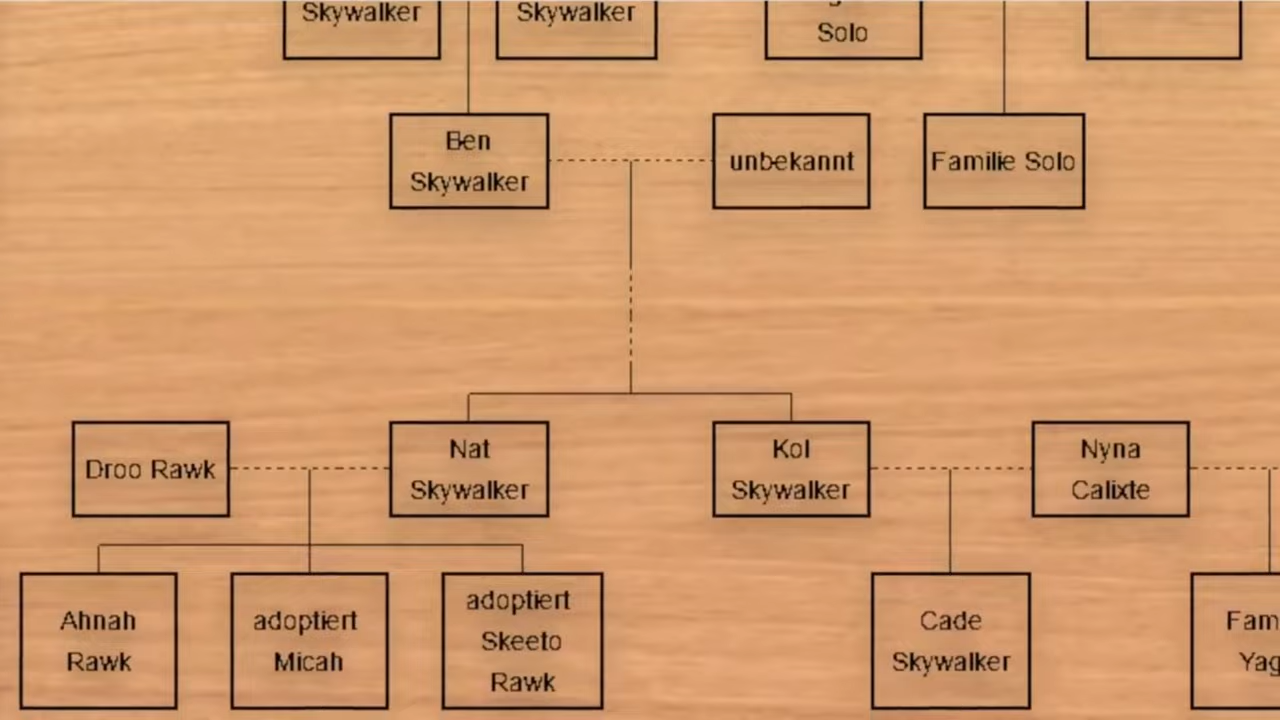 Skywalker
Skywalker
Solo
Ben
Skywalker
unbekannt
Familie Solo
Droo Rawk
Nat
Skywalker
Kol
Skywalker
Nyna
Calixte
Ahnah
Rawk
adoptiert
Micah
adoptiert
Skeeto
Rawk
Cade
Skywalker
Fam
Yag